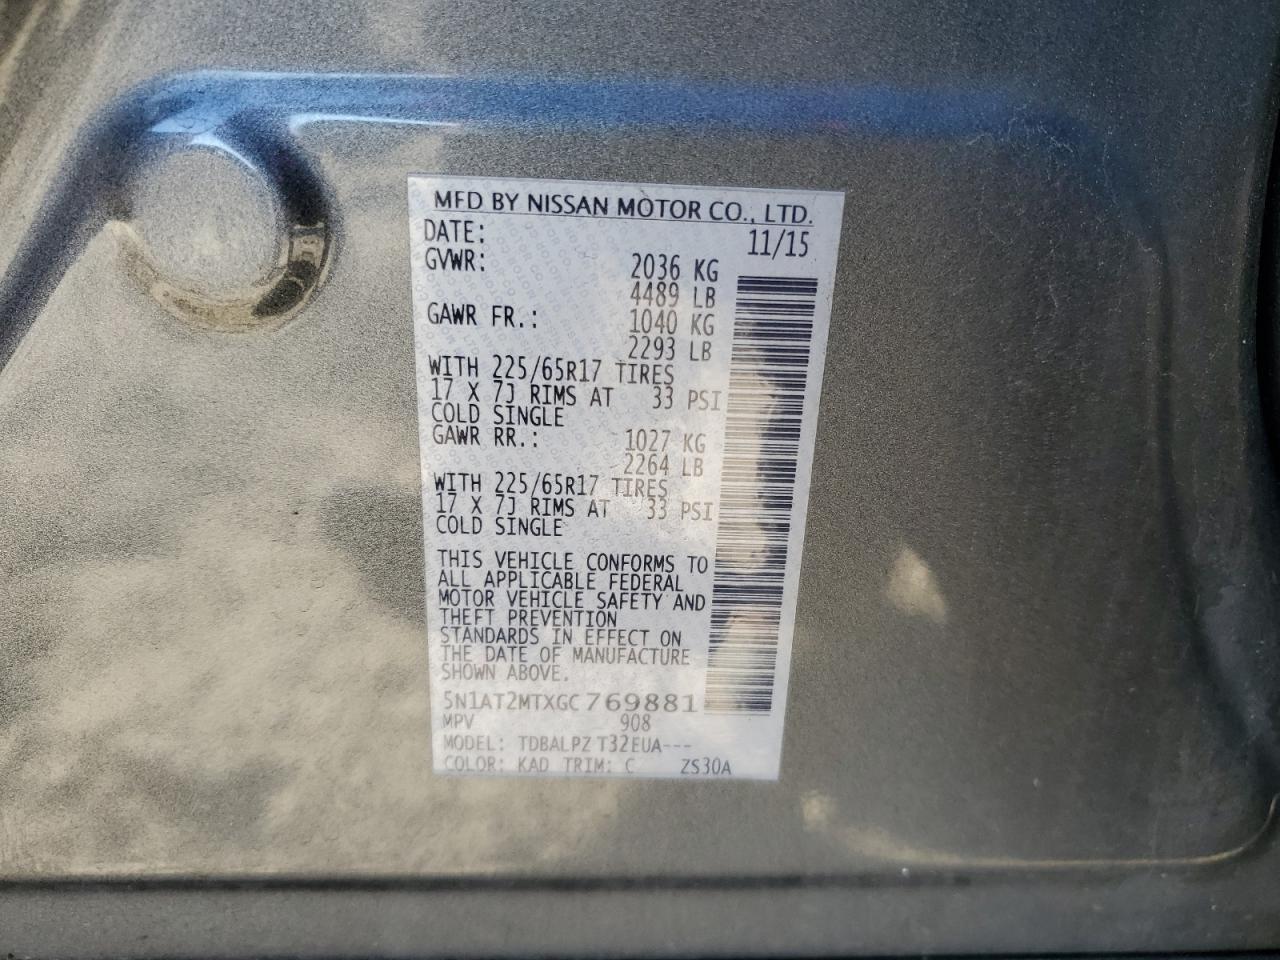 MFD BY NISSAN MOTOR CO., LTD.
DATE: 11/15
GVWR: 2036 KG
4489 LB
GAWR FR.: 1040 KG
2293 LB
WITH 225/65R17 TIRES
17 X 7J RIMS AT 33 PSI
COLD SINGLE
GAWR RR.: 1027 KG
2264 LB
WITH 225/65R17 TIRES
17 X 7J RIMS AT 33 PSI
COLD SINGLE
THIS VEHICLE CONFORMS TO
ALL APPLICABLE FEDERAL
MOTOR VEHICLE SAFETY AND
THEFT PREVENTION
STANDARDS IN EFFECT ON
THE DATE OF MANUFACTURE
SHOWN ABOVE.
5N1AT2MTXGC769881
MPV 908
MODEL: TDBALPZ T32EUA---
COLOR: KAD TRIM: C ZS30A